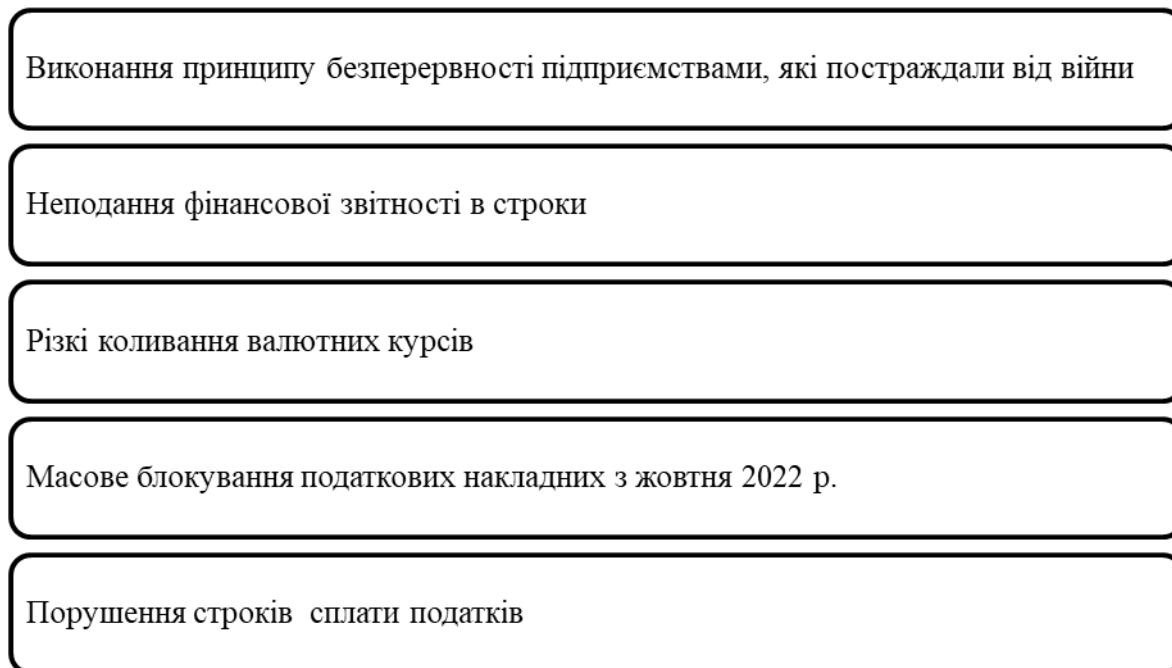 Виконання принципу безперервності підприємствами, які постраждали від війни
Неподання фінансової звітності в строки
Різкі коливання валютних курсів
Масове блокування податкових накладних з жовтня 2022 р.
Порушення строків  сплати податків